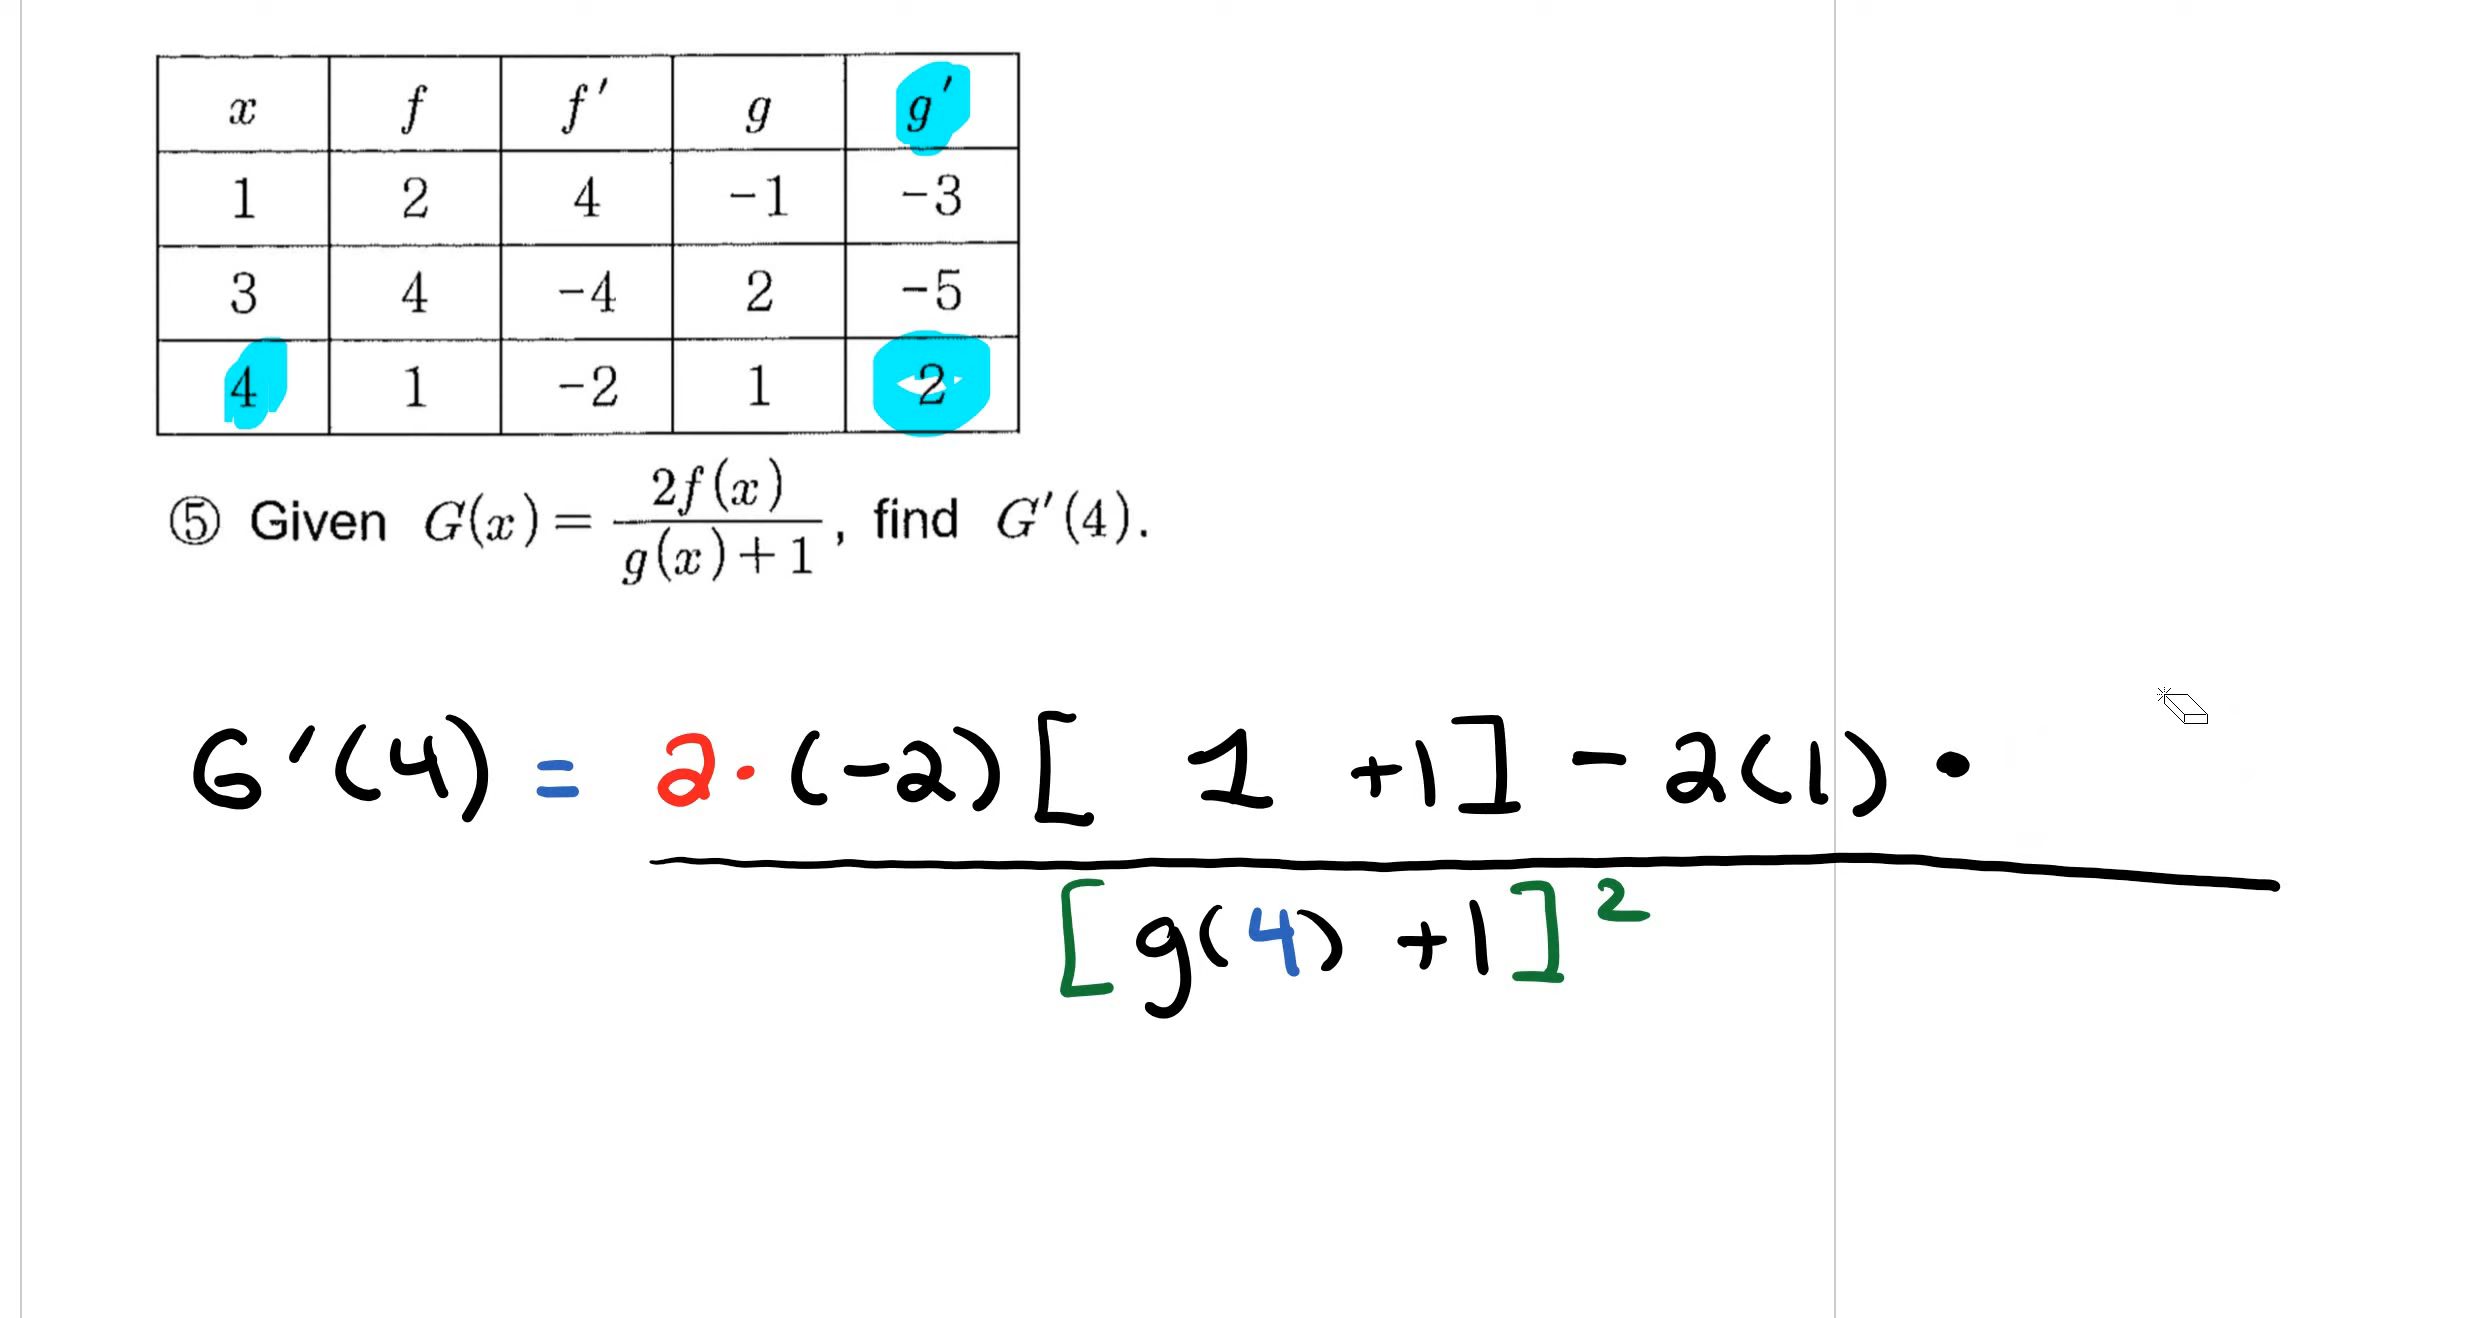 x f f′ g g′
1 2 4 -1 -3
3 4 -4 2 -5
4 1 -2 1 2
⑤ Given G(x)= 2f(x) / g(x)+1 , find G′(4).
G′(4) = 2·(-2)[ 1 +1] - 2(1) •
[g(4) +1]²